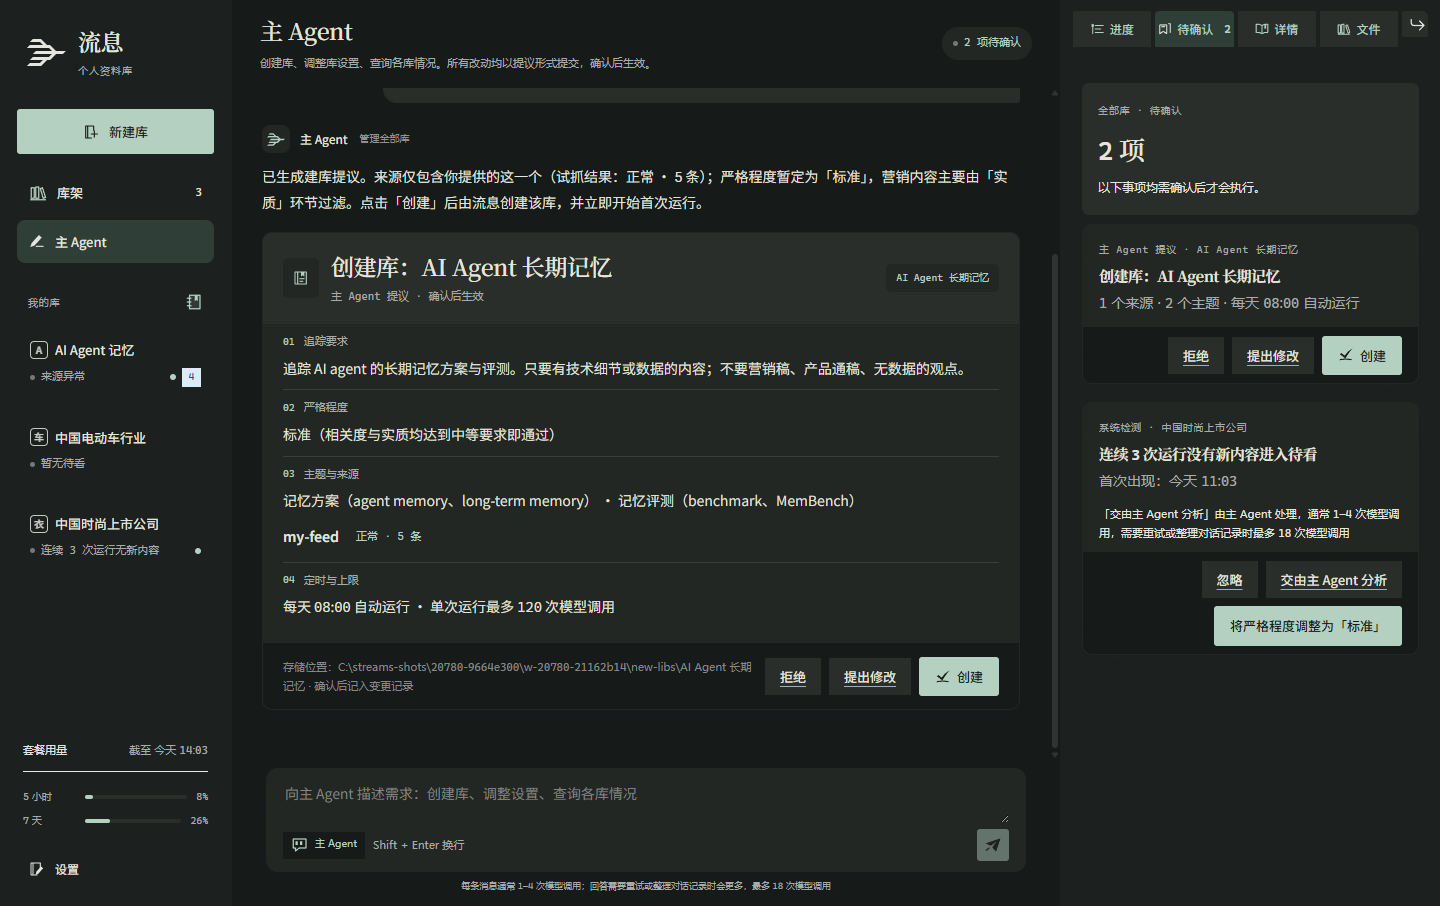 流息
个人资料库
新建库
库架 3
主 Agent
我的库
A AI Agent 记忆
来源异常 4
车 中国电动车行业
暂无待看
衣 中国时尚上市公司
连续 3 次运行无新内容
套餐用量 截至 今天 14:03
5 小时 8%
7 天 26%
设置
主 Agent
创建库、调整库设置、查询各库情况。所有改动均以提议形式提交，确认后生效。
2 项待确认
主 Agent 管理全部库
已生成建库提议。来源仅包含你提供的这一个（试抓结果：正常 · 5 条）；严格程度暂定为「标准」，营销内容主要由「实
质」环节过滤。点击「创建」后由流息创建该库，并立即开始首次运行。
创建库：AI Agent 长期记忆
主 Agent 提议 · 确认后生效
AI Agent 长期记忆
01 追踪要求
追踪 AI agent 的长期记忆方案与评测。只要有技术细节或数据的内容；不要营销稿、产品通稿、无数据的观点。
02 严格程度
标准（相关度与实质均达到中等要求即通过）
03 主题与来源
记忆方案（agent memory、long-term memory） · 记忆评测（benchmark、MemBench）
my-feed 正常 · 5 条
04 定时与上限
每天 08:00 自动运行 · 单次运行最多 120 次模型调用
存储位置：C:\streams-shots\20780-9664e300\w-20780-21162b14\new-libs\AI Agent 长期
记忆 · 确认后记入变更记录
拒绝 提出修改 创建
向主 Agent 描述需求：创建库、调整设置、查询各库情况
主 Agent Shift + Enter 换行
每条消息通常 1–4 次模型调用；回答需要重试或整理对话记录时会更多，最多 18 次模型调用
进度 待确认 2 详情 文件
全部库 · 待确认
2 项
以下事项均需确认后才会执行。
主 Agent 提议 · AI Agent 长期记忆
创建库：AI Agent 长期记忆
1 个来源 · 2 个主题 · 每天 08:00 自动运行
拒绝 提出修改 创建
系统检测 · 中国时尚上市公司
连续 3 次运行没有新内容进入待看
首次出现：今天 11:03
「交由主 Agent 分析」由主 Agent 处理，通常 1–4 次模型调
用，需要重试或整理对话记录时最多 18 次模型调用
忽略 交由主 Agent 分析
将严格程度调整为「标准」